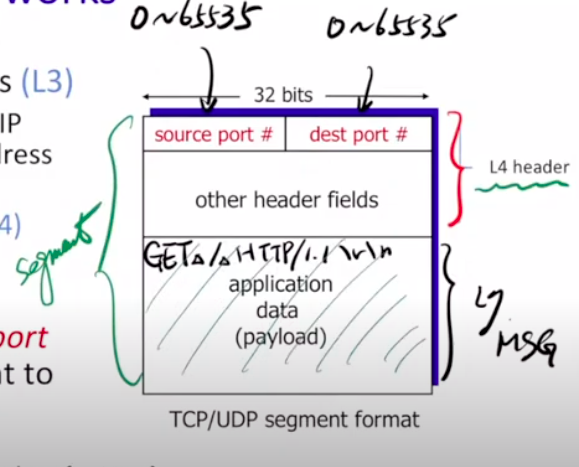 WORKS
0~65535 0~65535
s (L3)
32 bits
IP
source port # dest port #
dress
L4 header
other header fields
4)
segment
GET△/△HTTP/1.1\r\n
application
data
(payload)
L7
MSG
port
nt to
TCP/UDP segment format